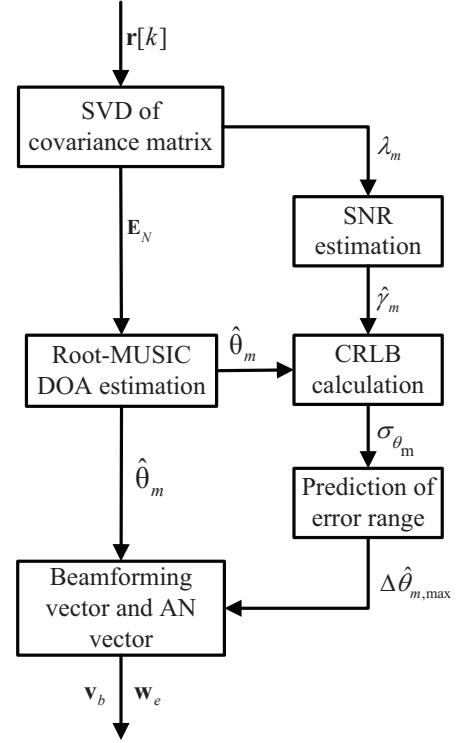 r[k]
SVD of
covariance matrix
λ_m
E_N
SNR
estimation
γ̂_m
Root-MUSIC
DOA estimation
θ̂_m
CRLB
calculation
σ_θ_m
θ̂_m
Prediction of
error range
Beamforming
vector and AN
vector
Δθ̂_m,max
v_b w_e